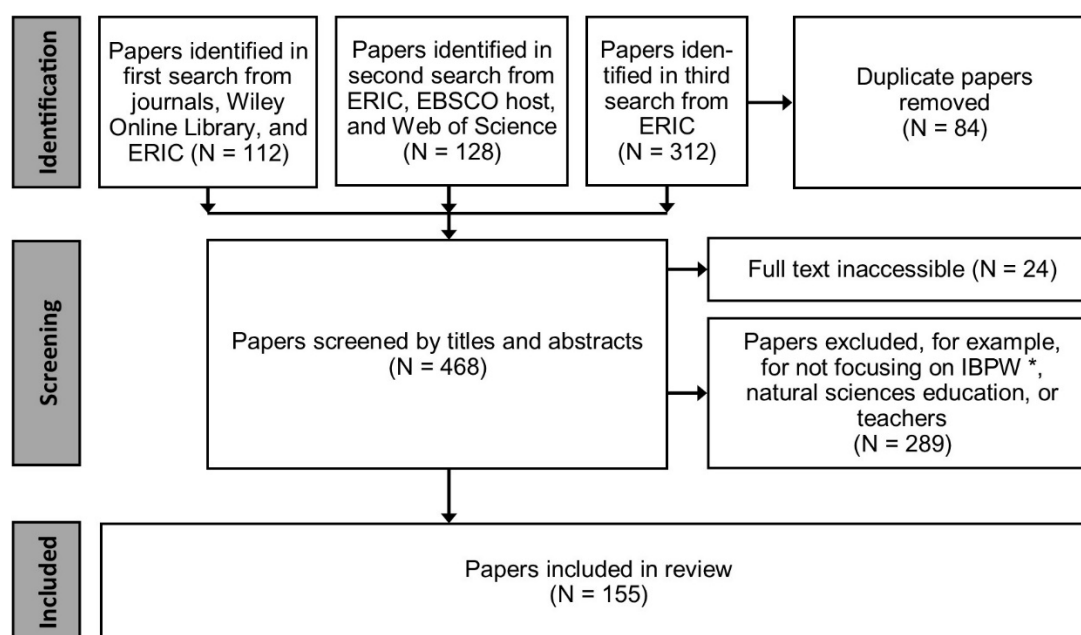 Identification
Papers identified in
first search from
journals, Wiley
Online Library, and
ERIC (N = 112)
Papers identified in
second search from
ERIC, EBSCO host,
and Web of Science
(N = 128)
Papers iden-
tified in third
search from
ERIC
(N = 312)
Duplicate papers
removed
(N = 84)
Screening
Papers screened by titles and abstracts
(N = 468)
Full text inaccessible (N = 24)
Papers excluded, for example,
for not focusing on IBPW *,
natural sciences education, or
teachers
(N = 289)
Included
Papers included in review
(N = 155)